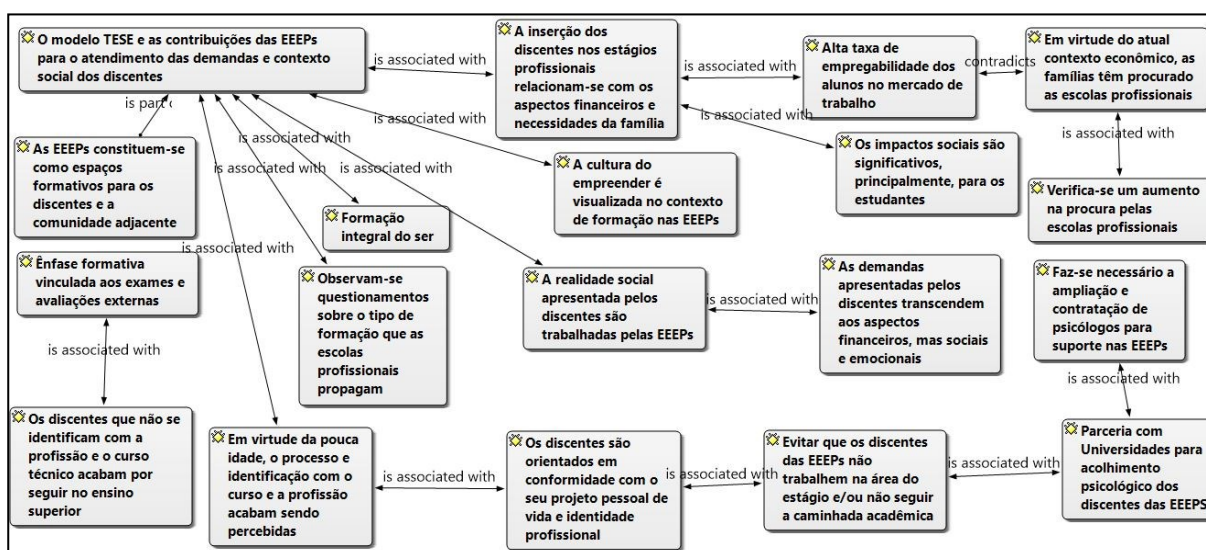 O modelo TESE e as contribuições das EEEPs
para o atendimento das demandas e contexto
social dos discentes
is associated with
A inserção dos
discentes nos estágios
profissionais
relacionam-se com os
aspectos financeiros e
necessidades da família
is associated with
Alta taxa de
empregabilidade dos
alunos no mercado de
trabalho
contradicts
Em virtude do atual
contexto econômico, as
famílias têm procurado
as escolas profissionais
is part
is associated with
is associated with
is associated with
is associated with
is associated with
is associated with
As EEEPs constituem-se
como espaços
formativos para os
discentes e a
comunidade adjacente
A cultura do
empreender é
visualizada no contexto
de formação nas EEEPs
Os impactos sociais são
significativos,
principalmente, para os
estudantes
Verifica-se um aumento
na procura pelas
escolas profissionais
Formação
integral do ser
is associated with
Ênfase formativa
vinculada aos exames e
avaliações externas
Observam-se
questionamentos
sobre o tipo de
formação que as
escolas
profissionais
propagam
A realidade social
apresentada pelos
discentes são
trabalhadas pelas EEEPs
is associated with
As demandas
apresentadas pelos
discentes transcendem
aos aspectos
financeiros, mas sociais
e emocionais
Faz-se necessário a
ampliação e
contratação de
psicólogos para
suporte nas EEEPs
is associated with
is associated with
Os discentes que não se
identificam com a
profissão e o curso
técnico acabam por
seguir no ensino
superior
Em virtude da pouca
idade, o processo e
identificação com o
curso e a profissão
acabam sendo
percebidas
is associated with
Os discentes são
orientados em
conformidade com o
seu projeto pessoal de
vida e identidade
profissional
is associated with
Evitar que os discentes
das EEEPs não
trabalhem na área do
estágio e/ou não seguir
a caminhada acadêmica
is associated with
Parceria com
Universidades para
acolhimento
psicológico dos
discentes das EEEPS